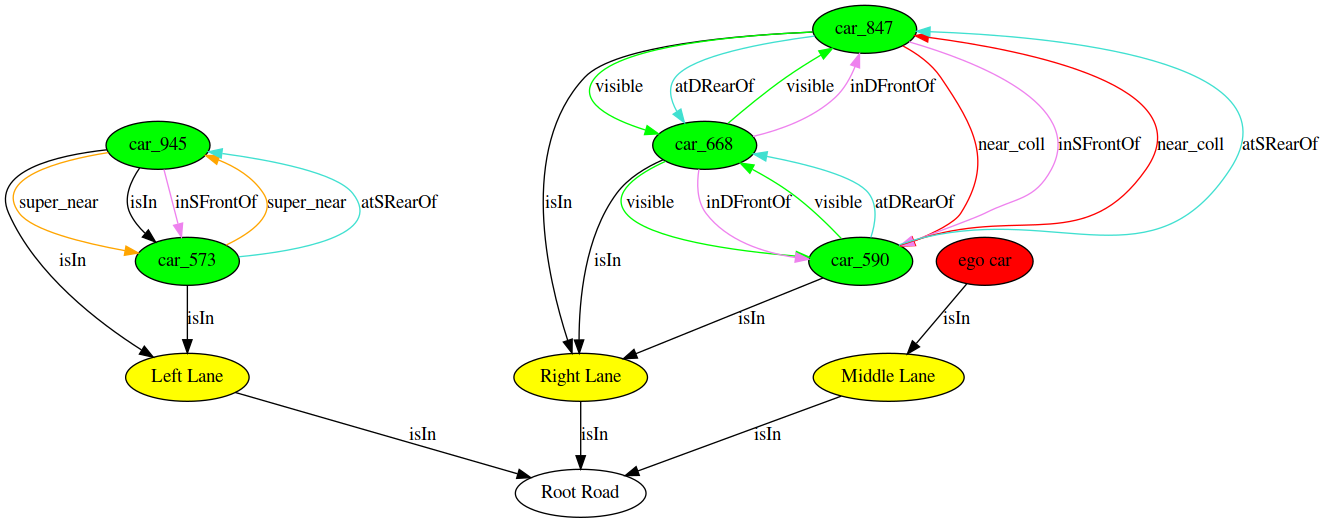 car_847
visible
atDRearOf
visible
inDFrontOf
car_945
car_668
near_coll
inSFrontOf
near_coll
atSRearOf
super_near
isIn
inSFrontOf
super_near
atSRearOf
isIn
visible
inDFrontOf
visible
atDRearOf
isIn
car_573
isIn
car_590
ego car
isIn
isIn
isIn
Left Lane
Right Lane
Middle Lane
isIn
isIn
isIn
Root Road